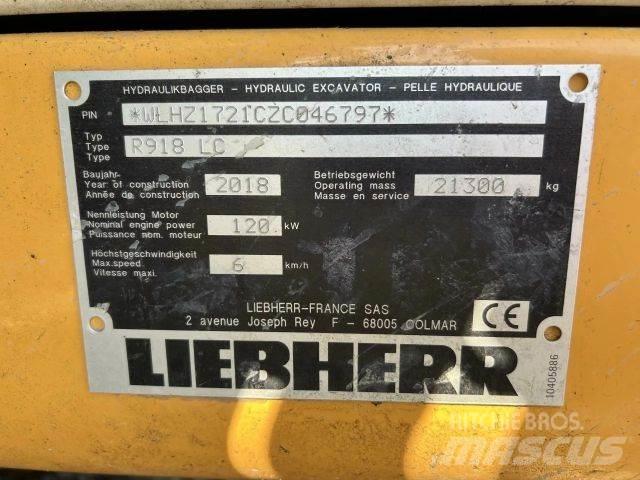 HYDRAULIKBAGGER - HYDRAULIC EXCAVATOR - PELLE HYDRAULIQUE
PIN *WLHZ1721CZC046797*
Typ
Type R918 LC
Type
Baujahr
Year of construction 2018
Année de construction
Betriebsgewicht
Operating mass 21300 kg
Masse en service
Nennleistung Motor
Nominal engine power 120 kW
Puissance nom. moteur
Höchstgeschwindigkeit
Max.speed 6 km/h
Vitesse maxi.
LIEBHERR-FRANCE SAS
2 avenue Joseph Rey F - 68005 COLMAR
CE
LIEBHERR
10405886
RITCHIE BROS.
MASCUS